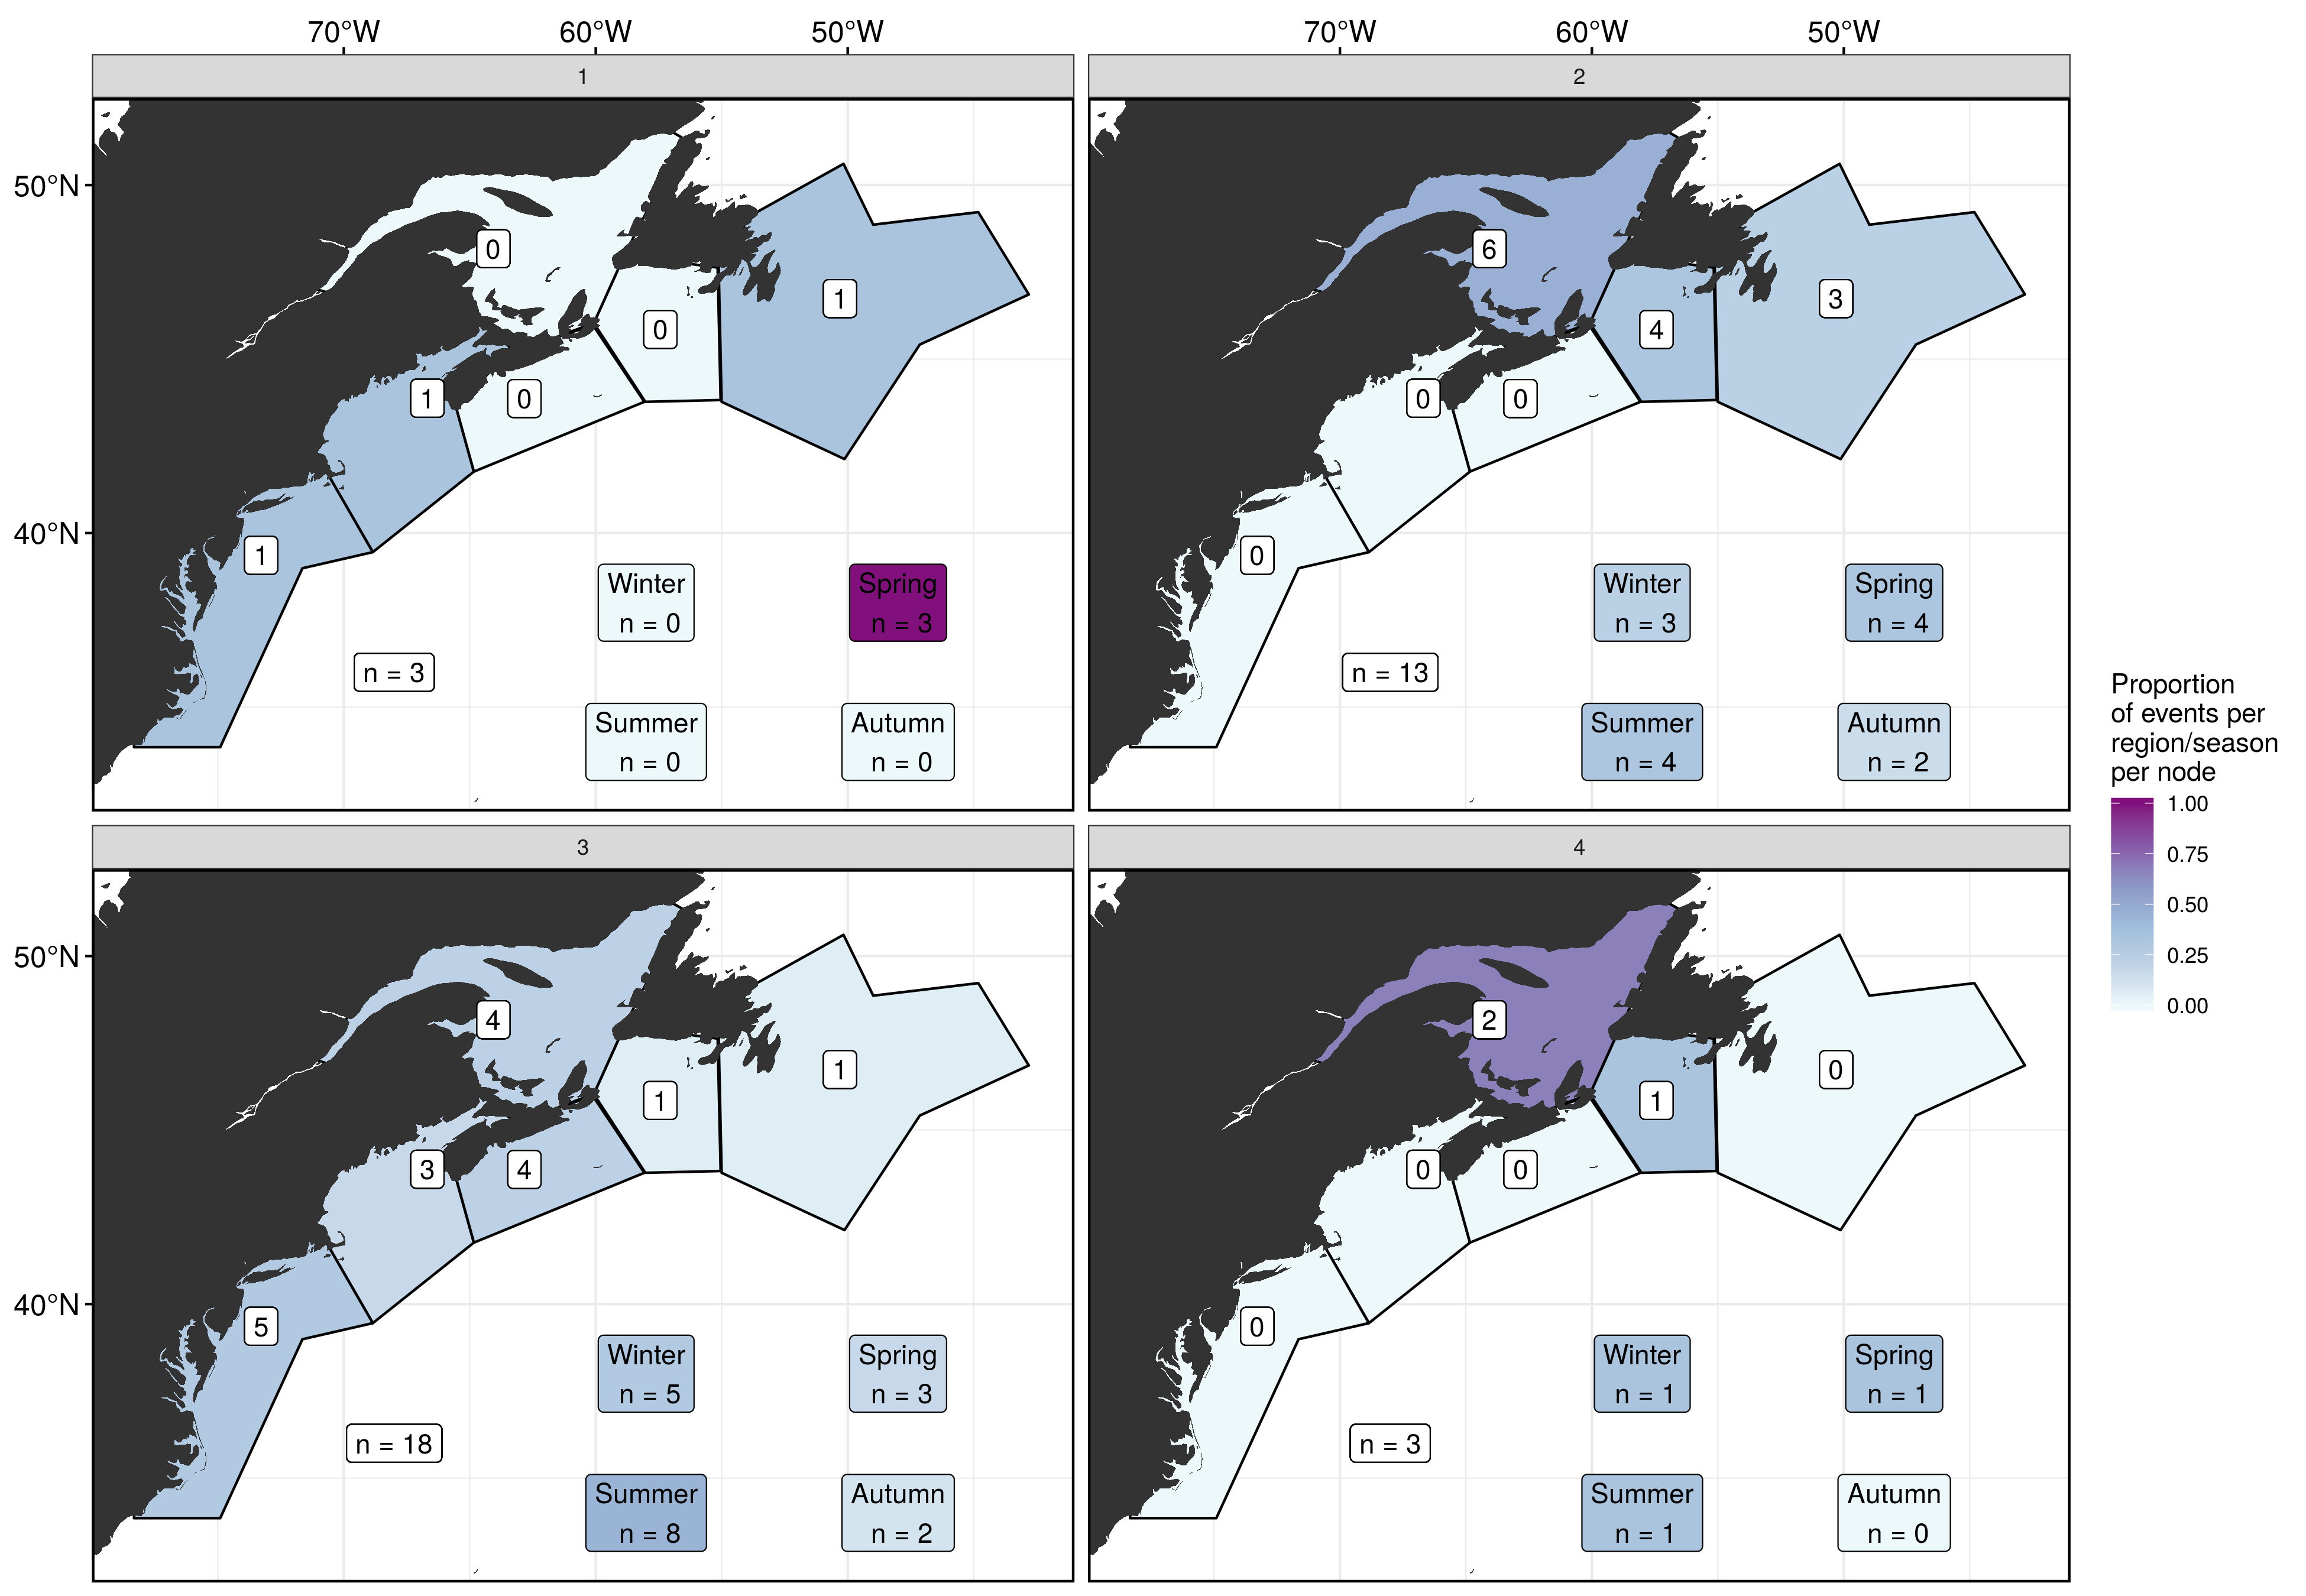 70°W 60°W 50°W 70°W 60°W 50°W
1
2
50°N
40°N
0
1
0
1
0
1
Winter
n = 0
Spring
n = 3
n = 3
Summer
n = 0
Autumn
n = 0
6
3
4
0
0
0
Winter
n = 3
Spring
n = 4
n = 13
Summer
n = 4
Autumn
n = 2
3
4
50°N
40°N
4
1
1
3
4
5
Winter
n = 5
Spring
n = 3
n = 18
Summer
n = 8
Autumn
n = 2
2
0
1
0
0
0
Winter
n = 1
Spring
n = 1
n = 3
Summer
n = 1
Autumn
n = 0
Proportion
of events per
region/season
per node
1.00
0.75
0.50
0.25
0.00